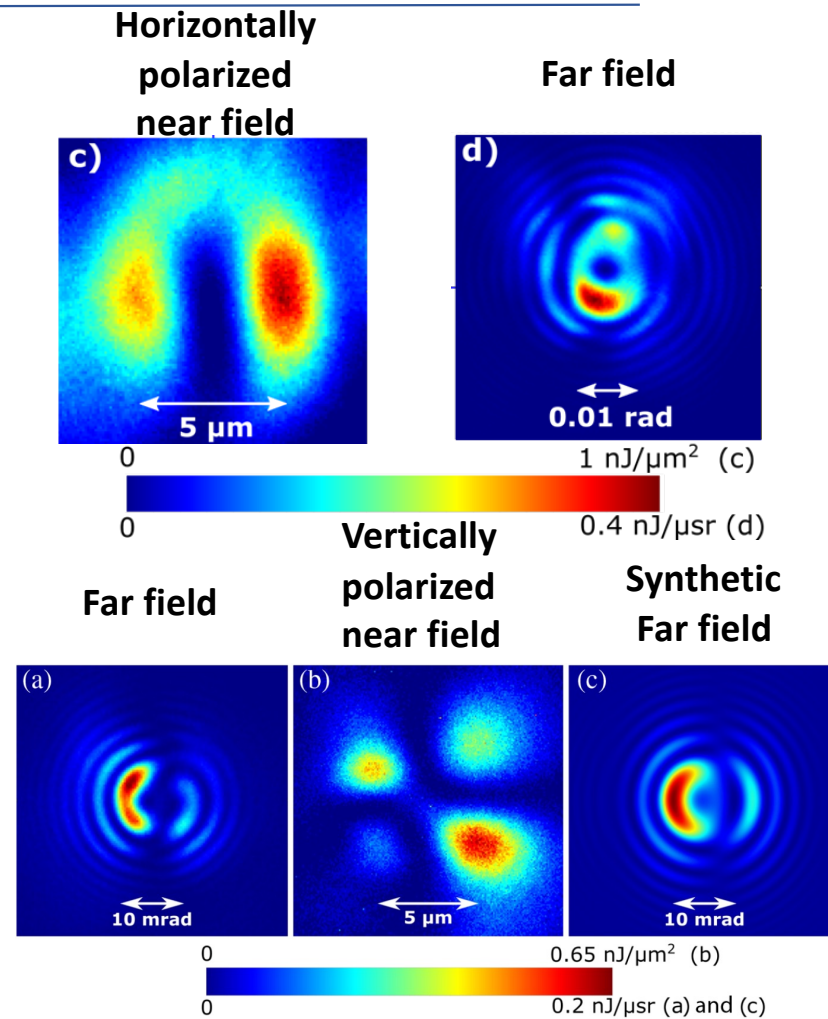 Horizontally
polarized
near field
Far field
c)
d)
5 μm
0.01 rad
0
1 nJ/μm² (c)
0
0.4 nJ/μsr (d)
Vertically
polarized
near field
Far field
Synthetic
Far field
(a)
(b)
(c)
10 mrad
5 μm
10 mrad
0
0.65 nJ/μm² (b)
0
0.2 nJ/μsr (a) and (c)